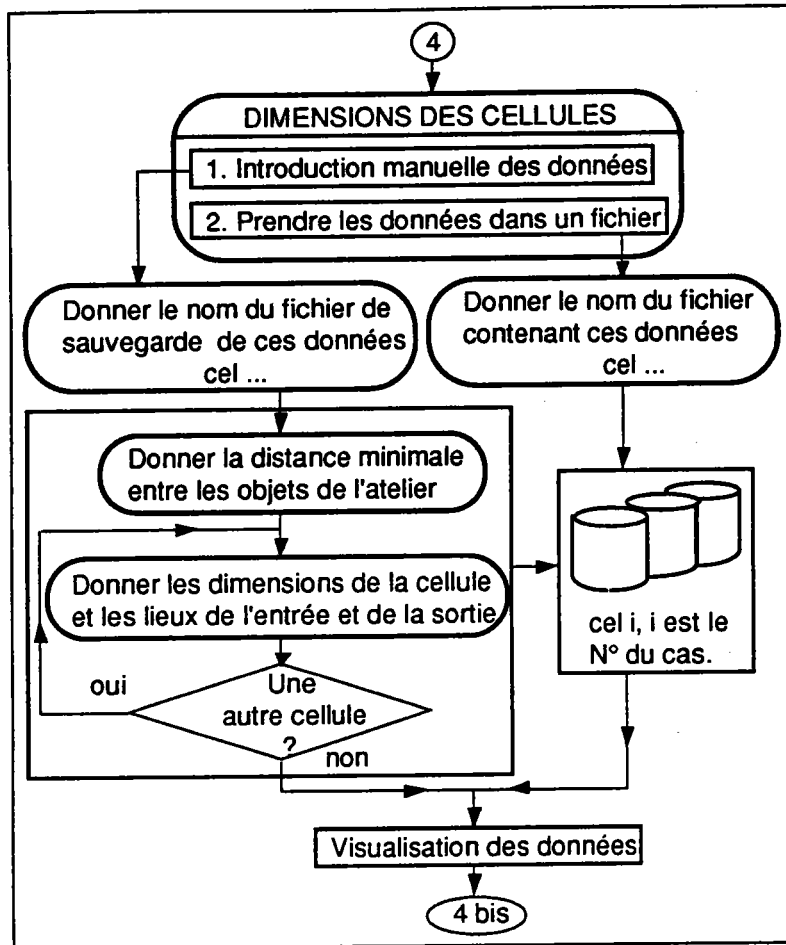 4
DIMENSIONS DES CELLULES
1. Introduction manuelle des données
2. Prendre les données dans un fichier
Donner le nom du fichier de
sauvegarde de ces données
cel ...
Donner le nom du fichier
contenant ces données
cel ...
Donner la distance minimale
entre les objets de l'atelier
Donner les dimensions de la cellule
et les lieux de l'entrée et de la sortie
cel i, i est le
N° du cas.
oui
Une
autre cellule
?
non
Visualisation des données
4 bis